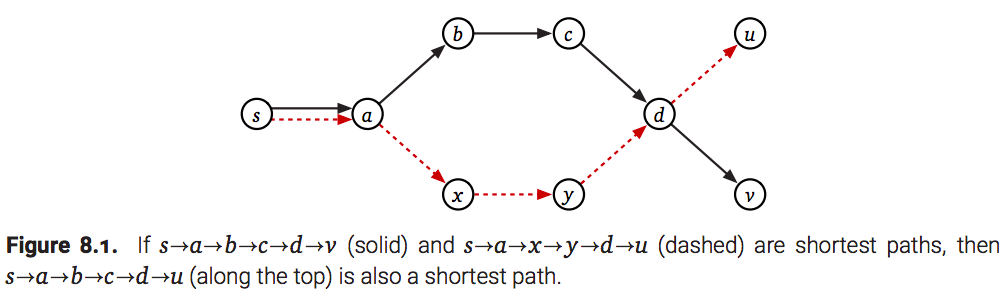 b
c
u
s
a
d
x
y
v
Figure 8.1. If s→a→b→c→d→v (solid) and s→a→x→y→d→u (dashed) are shortest paths, then
s→a→b→c→d→u (along the top) is also a shortest path.